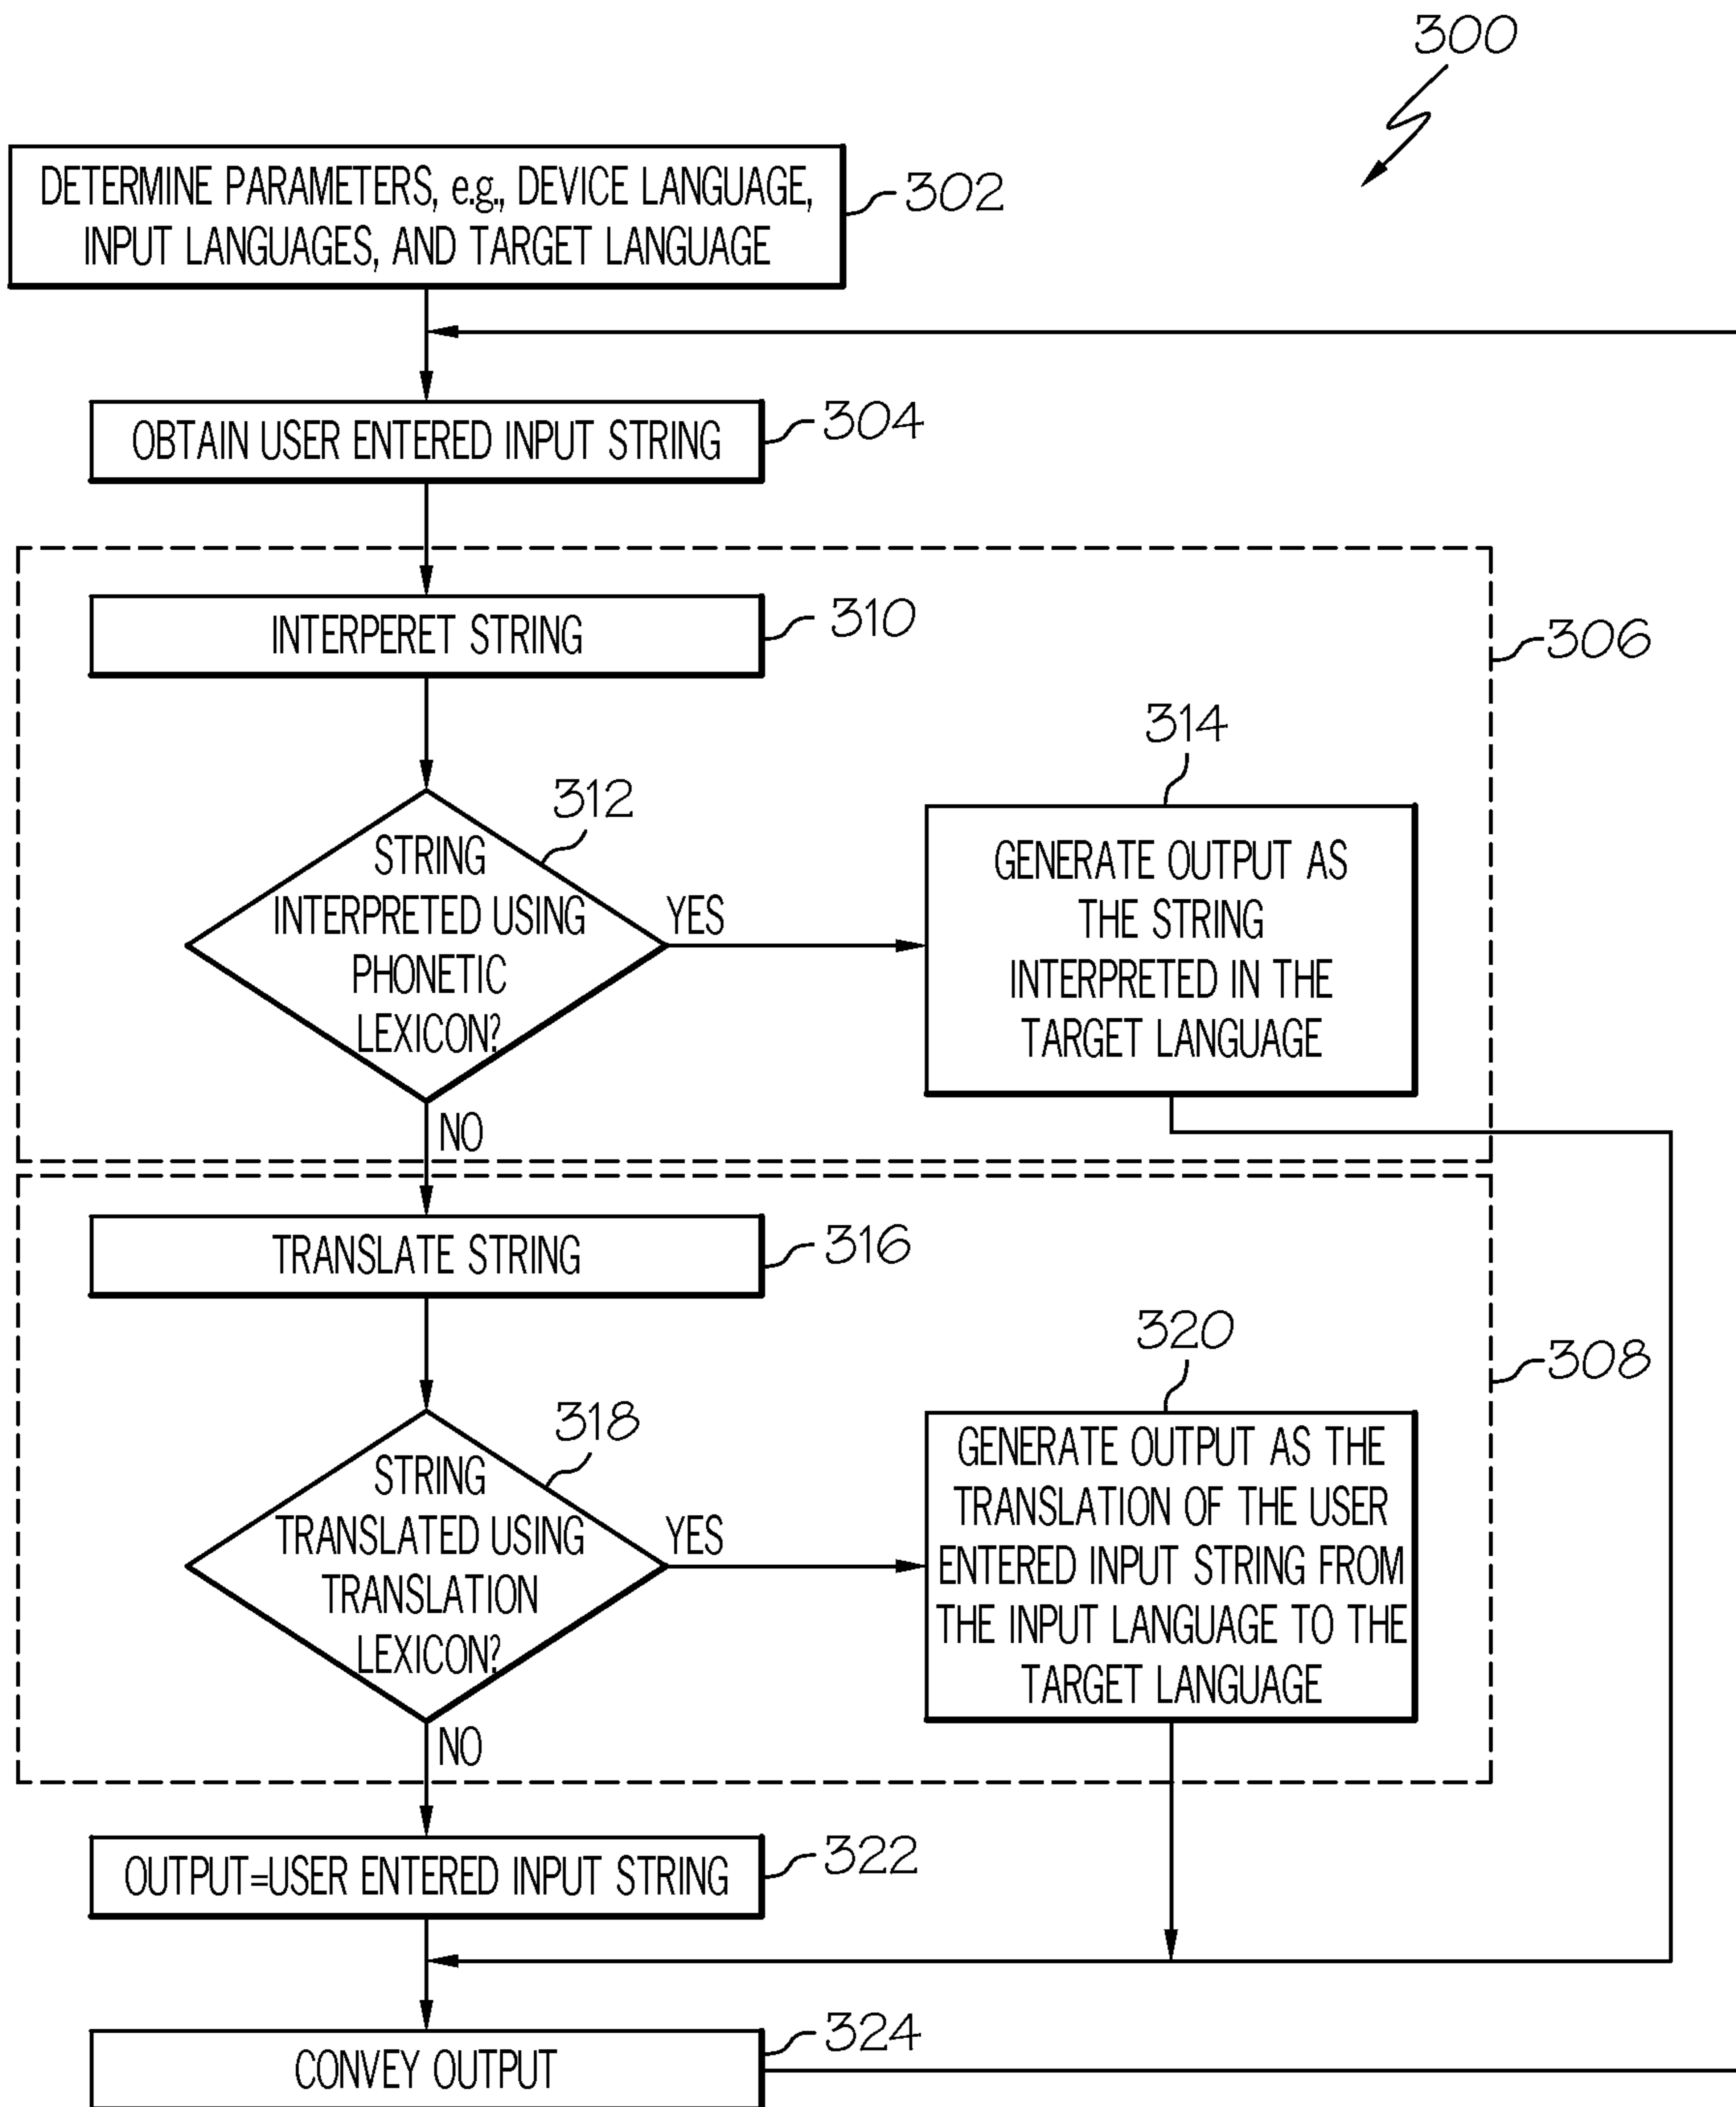 300
DETERMINE PARAMETERS, e.g., DEVICE LANGUAGE,
INPUT LANGUAGES, AND TARGET LANGUAGE
302
OBTAIN USER ENTERED INPUT STRING
304
INTERPERET STRING
310
306
312
STRING
INTERPRETED USING
PHONETIC
LEXICON?
YES
NO
314
GENERATE OUTPUT AS
THE STRING
INTERPRETED IN THE
TARGET LANGUAGE
TRANSLATE STRING
316
308
318
STRING
TRANSLATED USING
TRANSLATION
LEXICON?
YES
NO
320
GENERATE OUTPUT AS THE
TRANSLATION OF THE USER
ENTERED INPUT STRING FROM
THE INPUT LANGUAGE TO THE
TARGET LANGUAGE
OUTPUT=USER ENTERED INPUT STRING
322
CONVEY OUTPUT
324